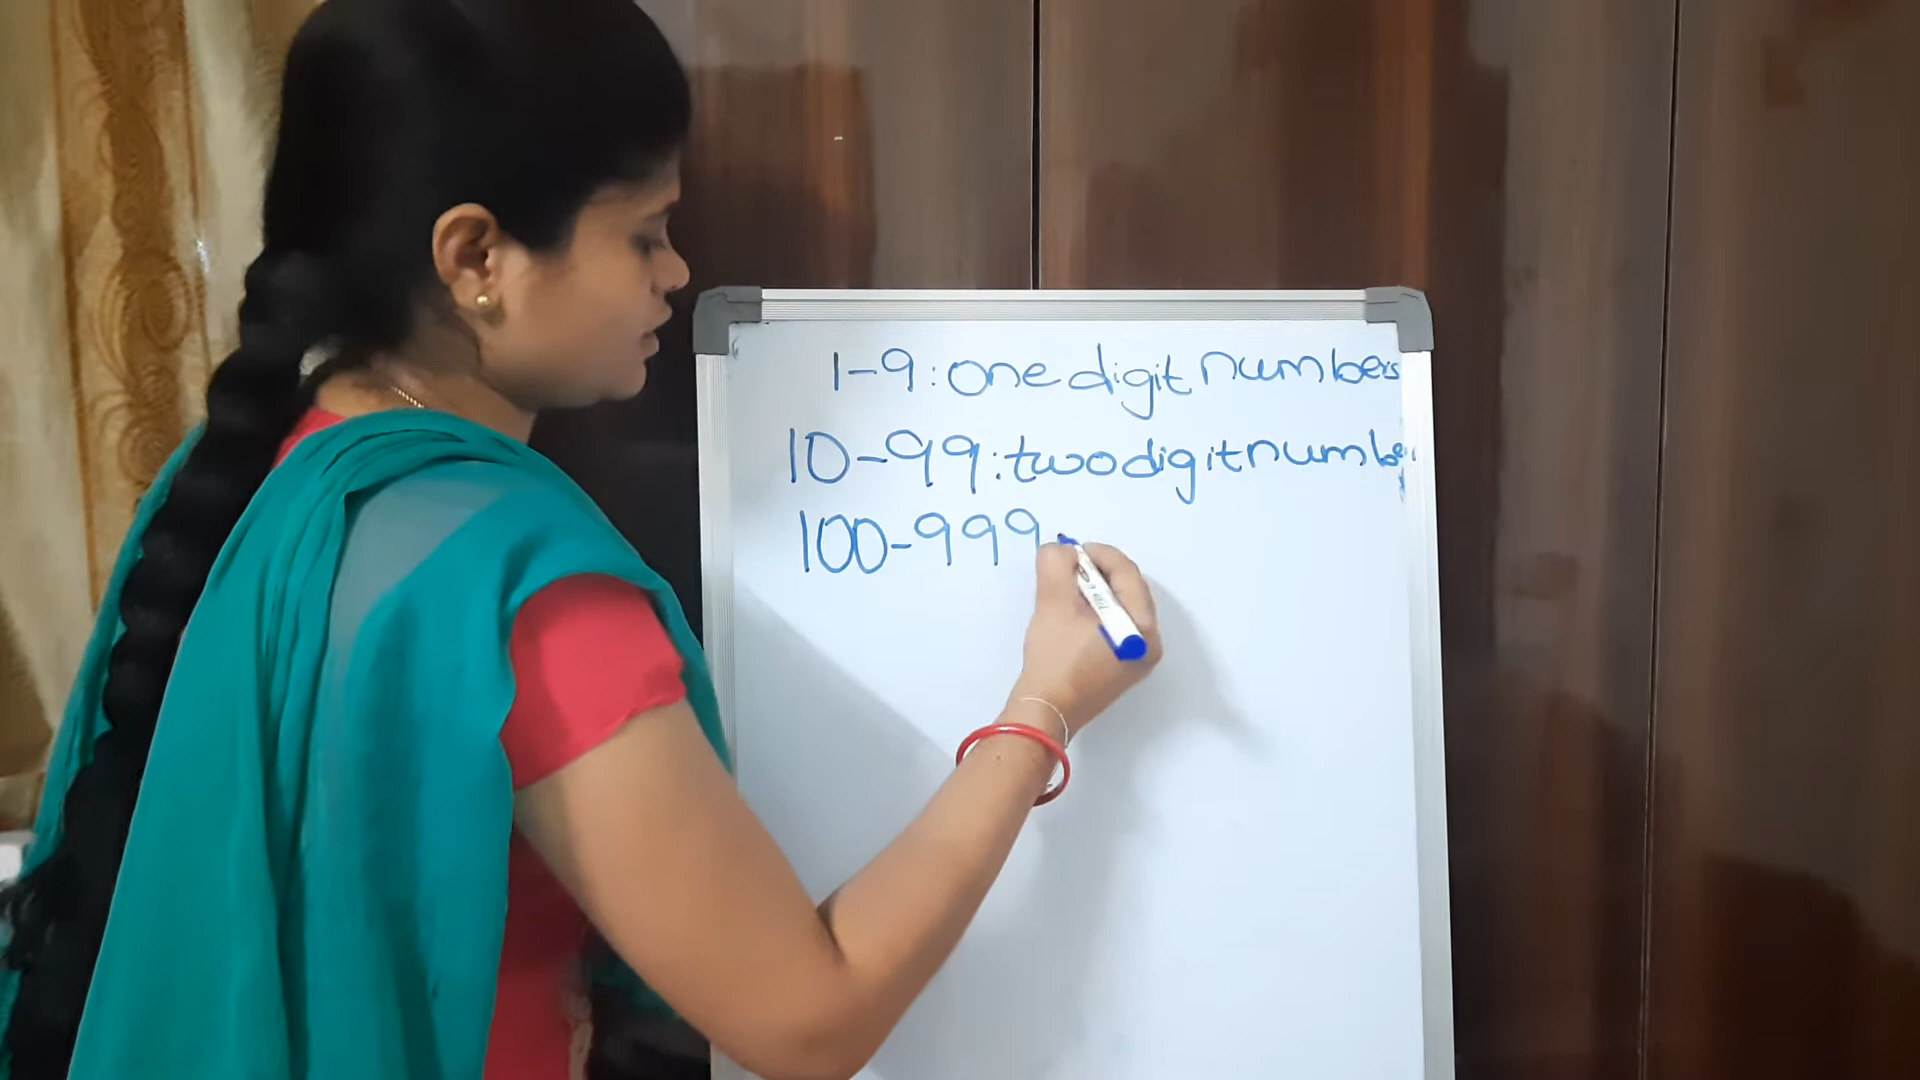 1-9: one digit numbers
10-99: two digit numbe
100-999